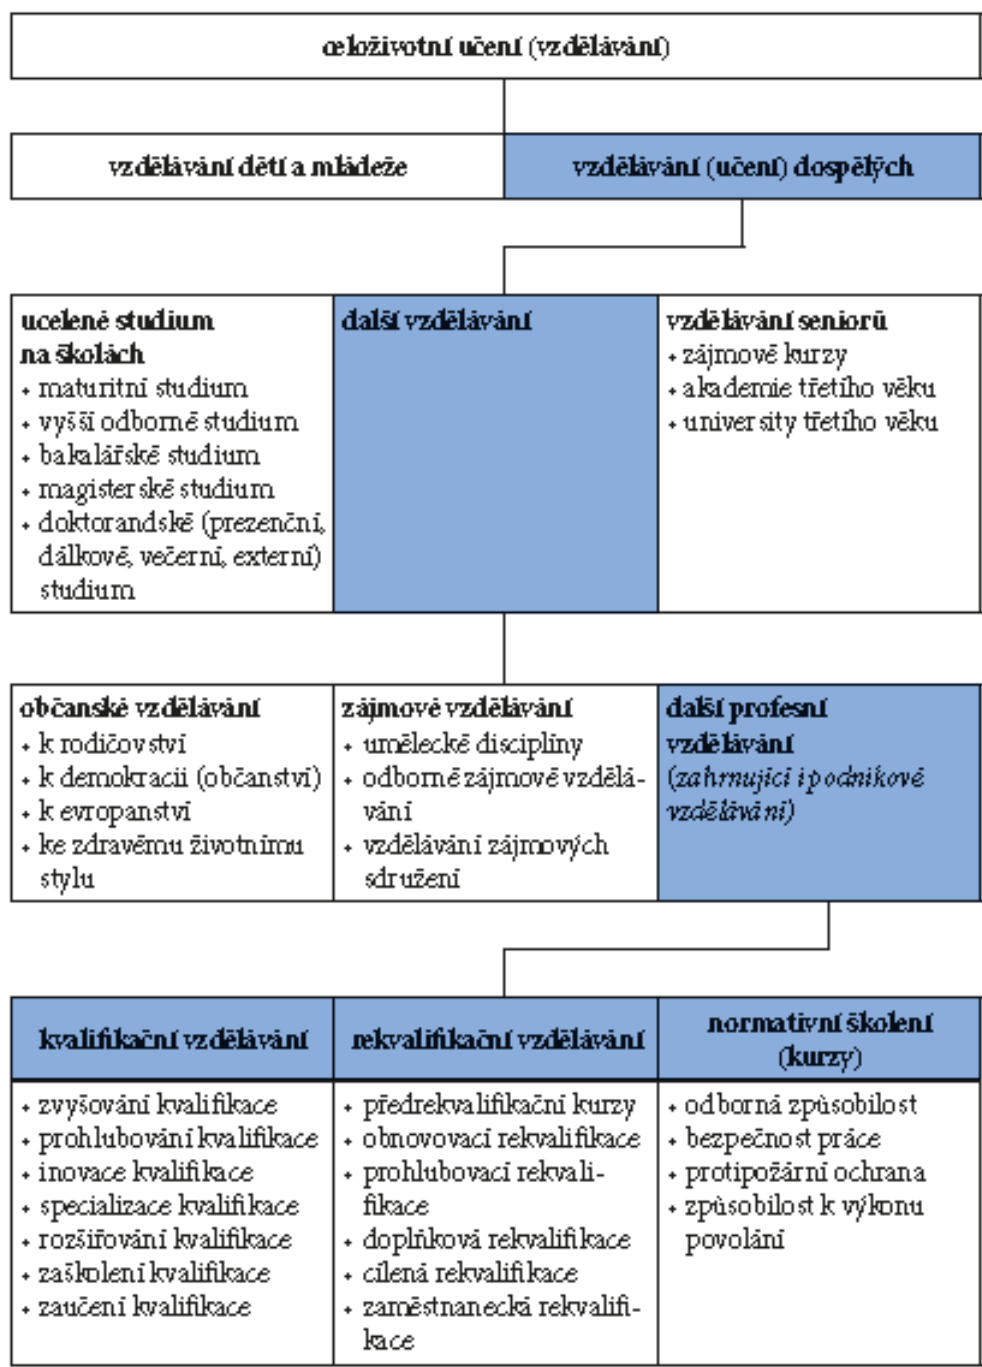 celoživotní učení (vzdělávání)
vzdělávání dětí a mládeže
vzdělávání (učení) dospělých
ucelené studium
na školách
• maturitní studium
• vyšší odborné studium
• bakalářské studium
• magisterské studium
• doktorandské (prezenční,
dálkové, večerní, externí)
studium
další vzdělávání
vzdělávání seniorů
• zájmové kurzy
• akademie třetího věku
• university třetího věku
občanské vzdělávání
• k rodičovství
• k demokracii (občanství)
• k evropanství
• ke zdravému životnímu
stylu
zájmové vzdělávání
• umělecké disciplíny
• odborné zájmové vzdělá-
vání
• vzdělávání zájmových
sdružení
další profesní
vzdělávání
(zahrnující i podnikové
vzdělávání)
kvalifikační vzdělávání
• zvyšování kvalifikace
• prohlubování kvalifikace
• inovace kvalifikace
• specializace kvalifikace
• rozšiřování kvalifikace
• zaškolení kvalifikace
• zaučení kvalifikace
rekvalifikační vzdělávání
• předrekvalifikační kurzy
• obnovovací rekvalifikace
• prohlubovací rekvali-
fikace
• doplňková rekvalifikace
• cílená rekvalifikace
• zaměstnanecká rekvalifi-
kace
normativní školení
(kurzy)
• odborná způsobilost
• bezpečnost práce
• protipožární ochrana
• způsobilost k výkonu
povolání